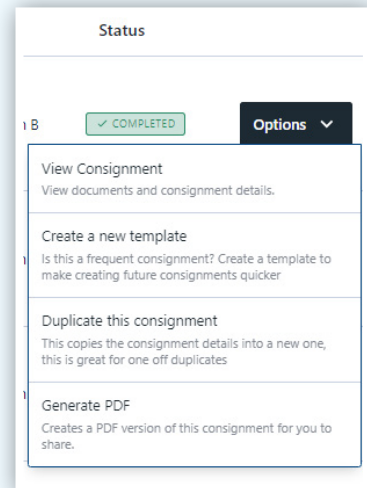 Status
B
COMPLETED
Options
View Consignment
View documents and consignment details.
Create a new template
Is this a frequent consignment? Create a template to
make creating future consignments quicker
Duplicate this consignment
This copies the consignment details into a new one,
this is great for one off duplicates
Generate PDF
Creates a PDF version of this consignment for you to
share.